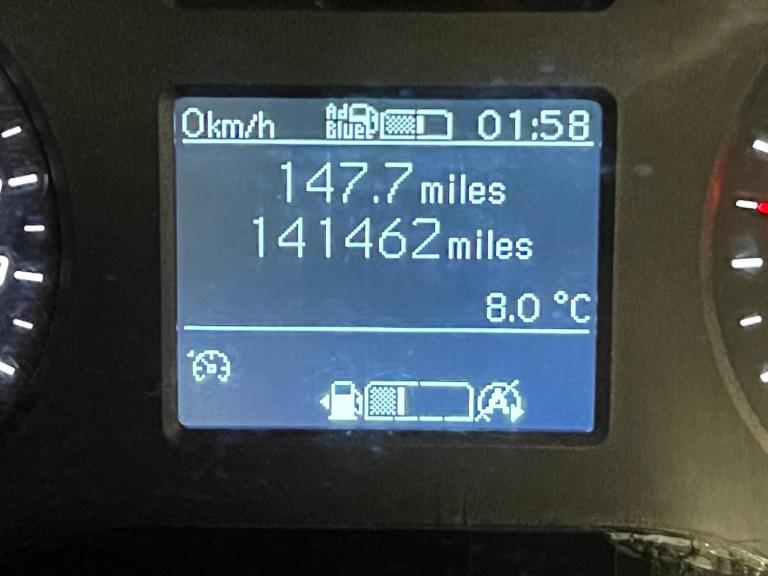 0km/h Ad Blue 01:58
147.7 miles
141462 miles
8.0 °C
A